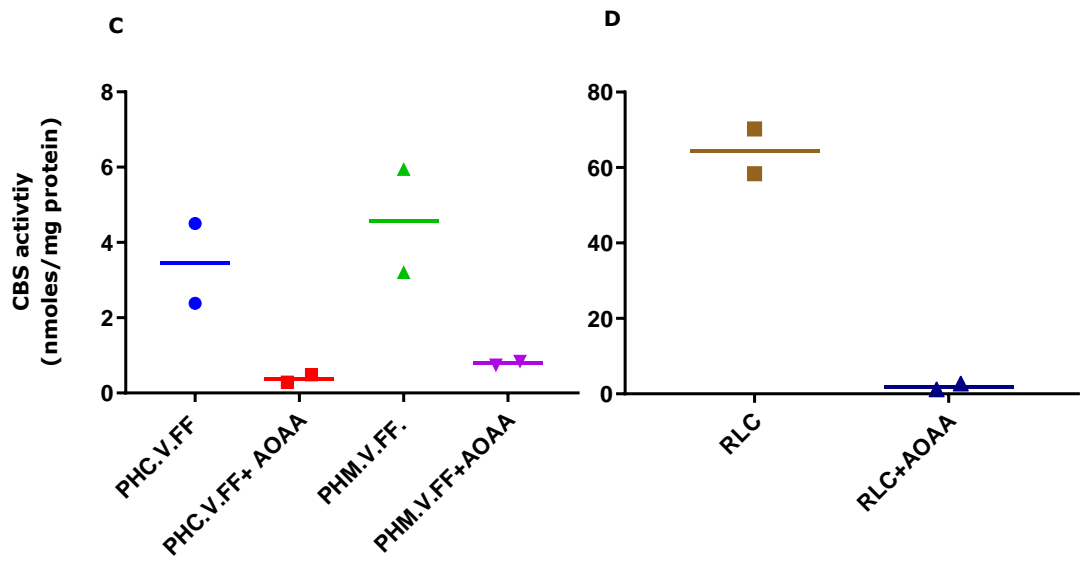 C
D
CBS activtiy
(nmoles/mg protein)
8
6
4
2
0
PHC.V.FF
PHC.V.FF+ AOAA
PHM.V.FF.
PHM.V.FF+AOAA
80
60
40
20
0
RLC
RLC+AOAA